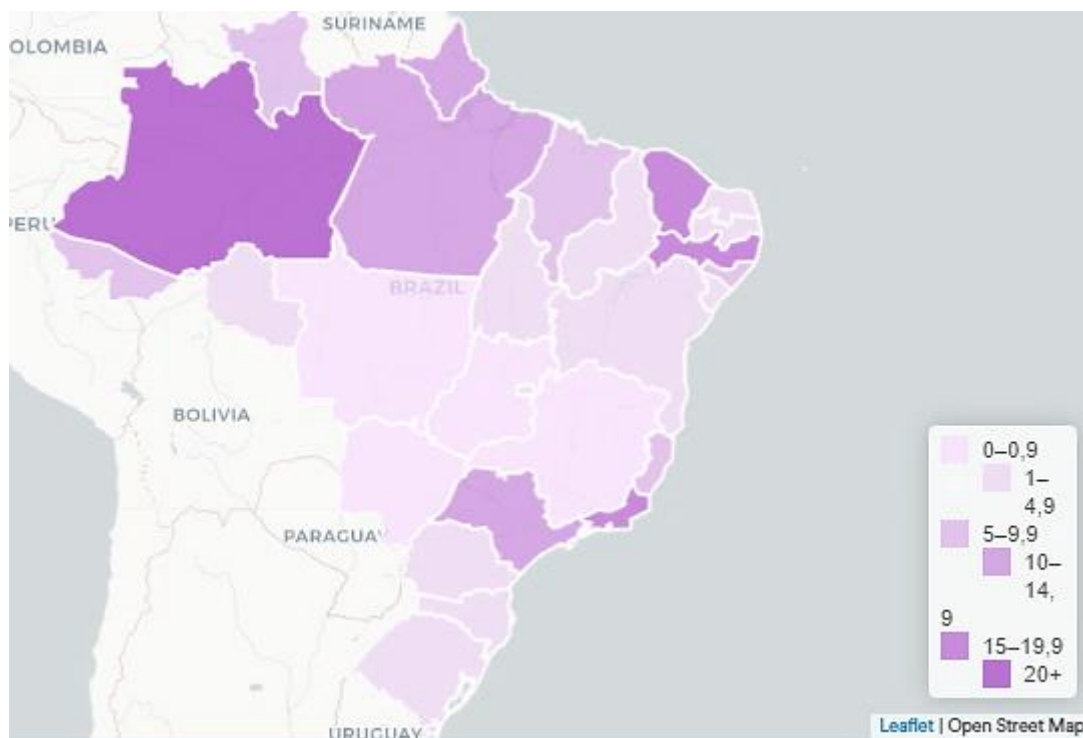 SURINAME
OLOMBIA
PERU
BRAZIL
BOLIVIA
PARAGUA
URUGUAY
0–0,9
1–
4,9
5–9,9
10–
14,
9
15–19,9
20+
Leaflet | Open Street Map